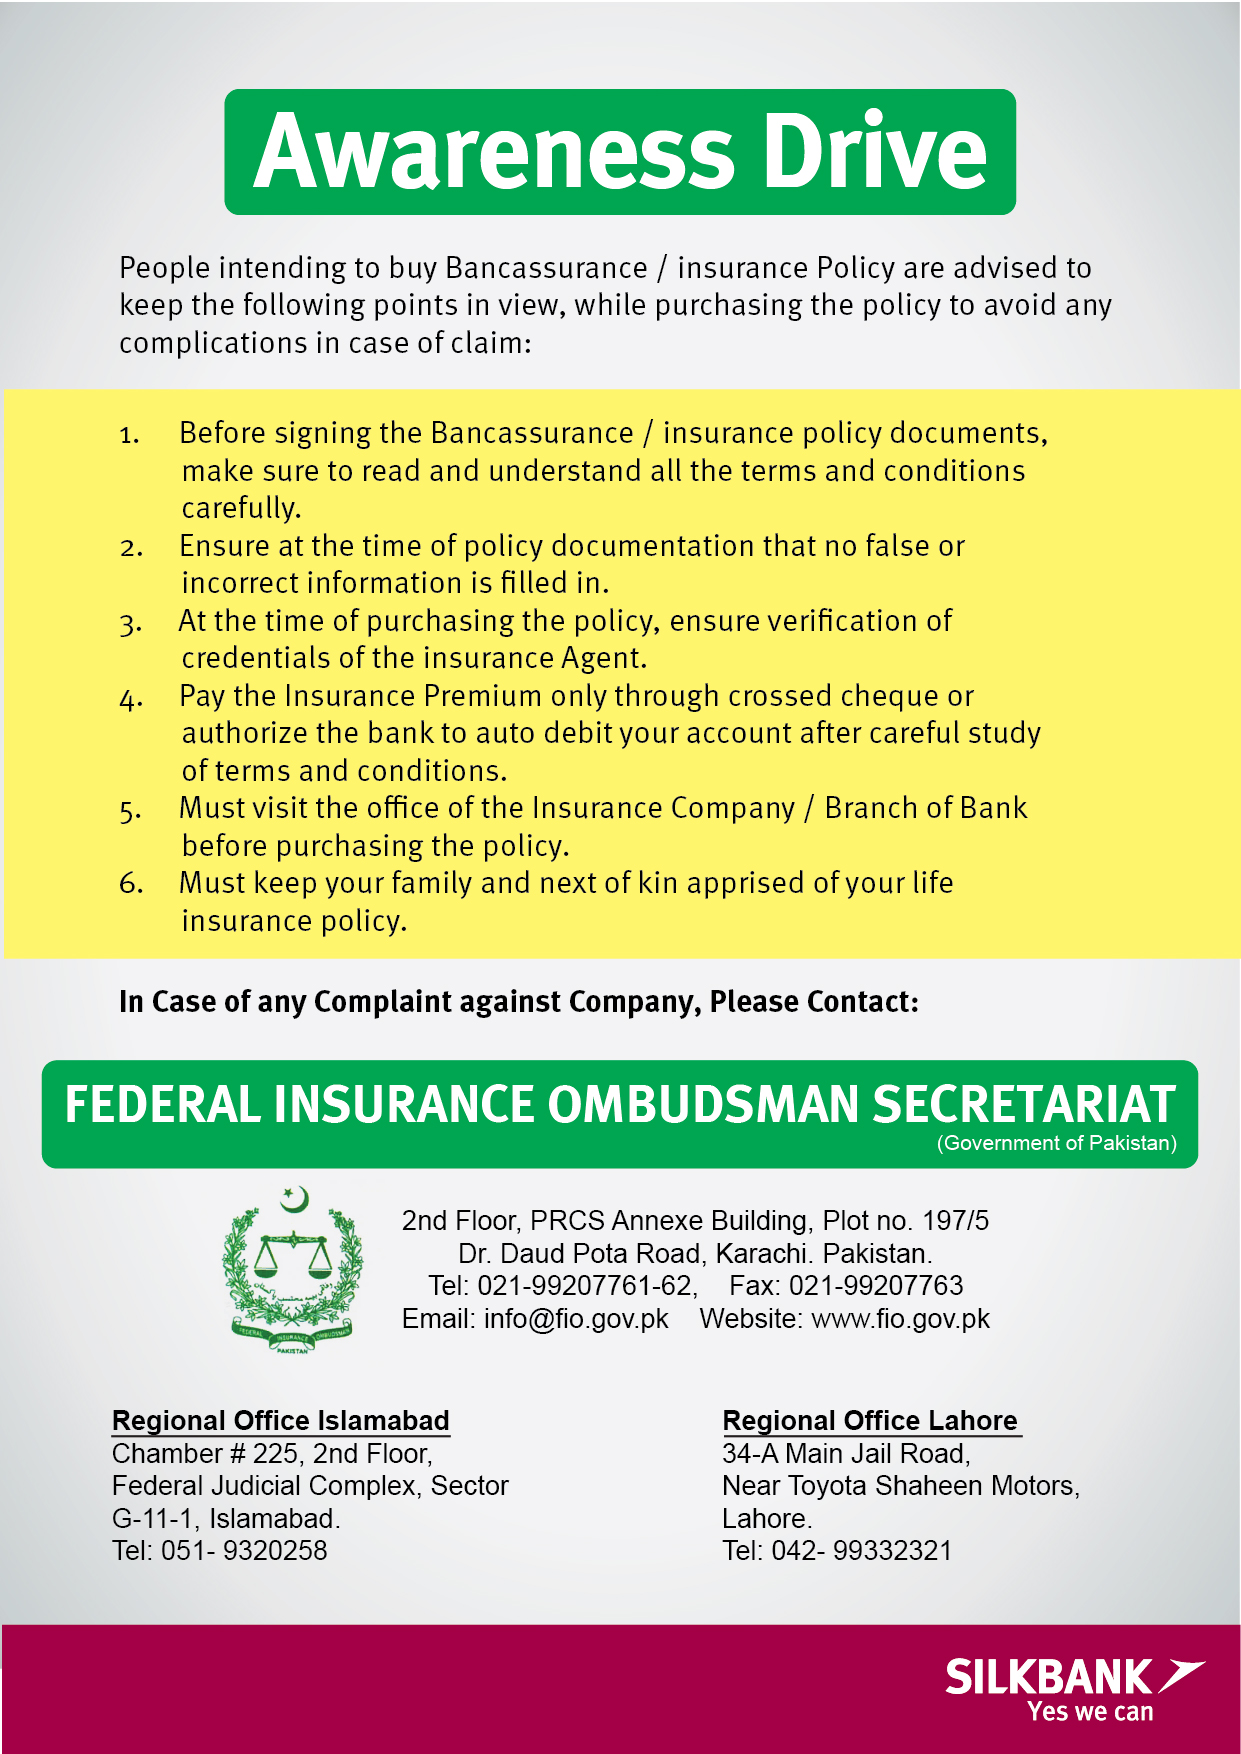 Awareness Drive
People intending to buy Bancassurance / insurance Policy are advised to
keep the following points in view, while purchasing the policy to avoid any
complications in case of claim:
1. Before signing the Bancassurance / insurance policy documents,
make sure to read and understand all the terms and conditions
carefully.
2. Ensure at the time of policy documentation that no false or
incorrect information is filled in.
3. At the time of purchasing the policy, ensure verification of
credentials of the insurance Agent.
4. Pay the Insurance Premium only through crossed cheque or
authorize the bank to auto debit your account after careful study
of terms and conditions.
5. Must visit the office of the Insurance Company / Branch of Bank
before purchasing the policy.
6. Must keep your family and next of kin apprised of your life
insurance policy.
In Case of any Complaint against Company, Please Contact:
FEDERAL INSURANCE OMBUDSMAN SECRETARIAT
(Government of Pakistan)
FEDERAL INSURANCE OMBUDSMAN
PAKISTAN
2nd Floor, PRCS Annexe Building, Plot no. 197/5
Dr. Daud Pota Road, Karachi. Pakistan.
Tel: 021-99207761-62, Fax: 021-99207763
Email: info@fio.gov.pk Website: www.fio.gov.pk
Regional Office Islamabad
Chamber # 225, 2nd Floor,
Federal Judicial Complex, Sector
G-11-1, Islamabad.
Tel: 051- 9320258
Regional Office Lahore
34-A Main Jail Road,
Near Toyota Shaheen Motors,
Lahore.
Tel: 042- 99332321
SILKBANK
Yes we can